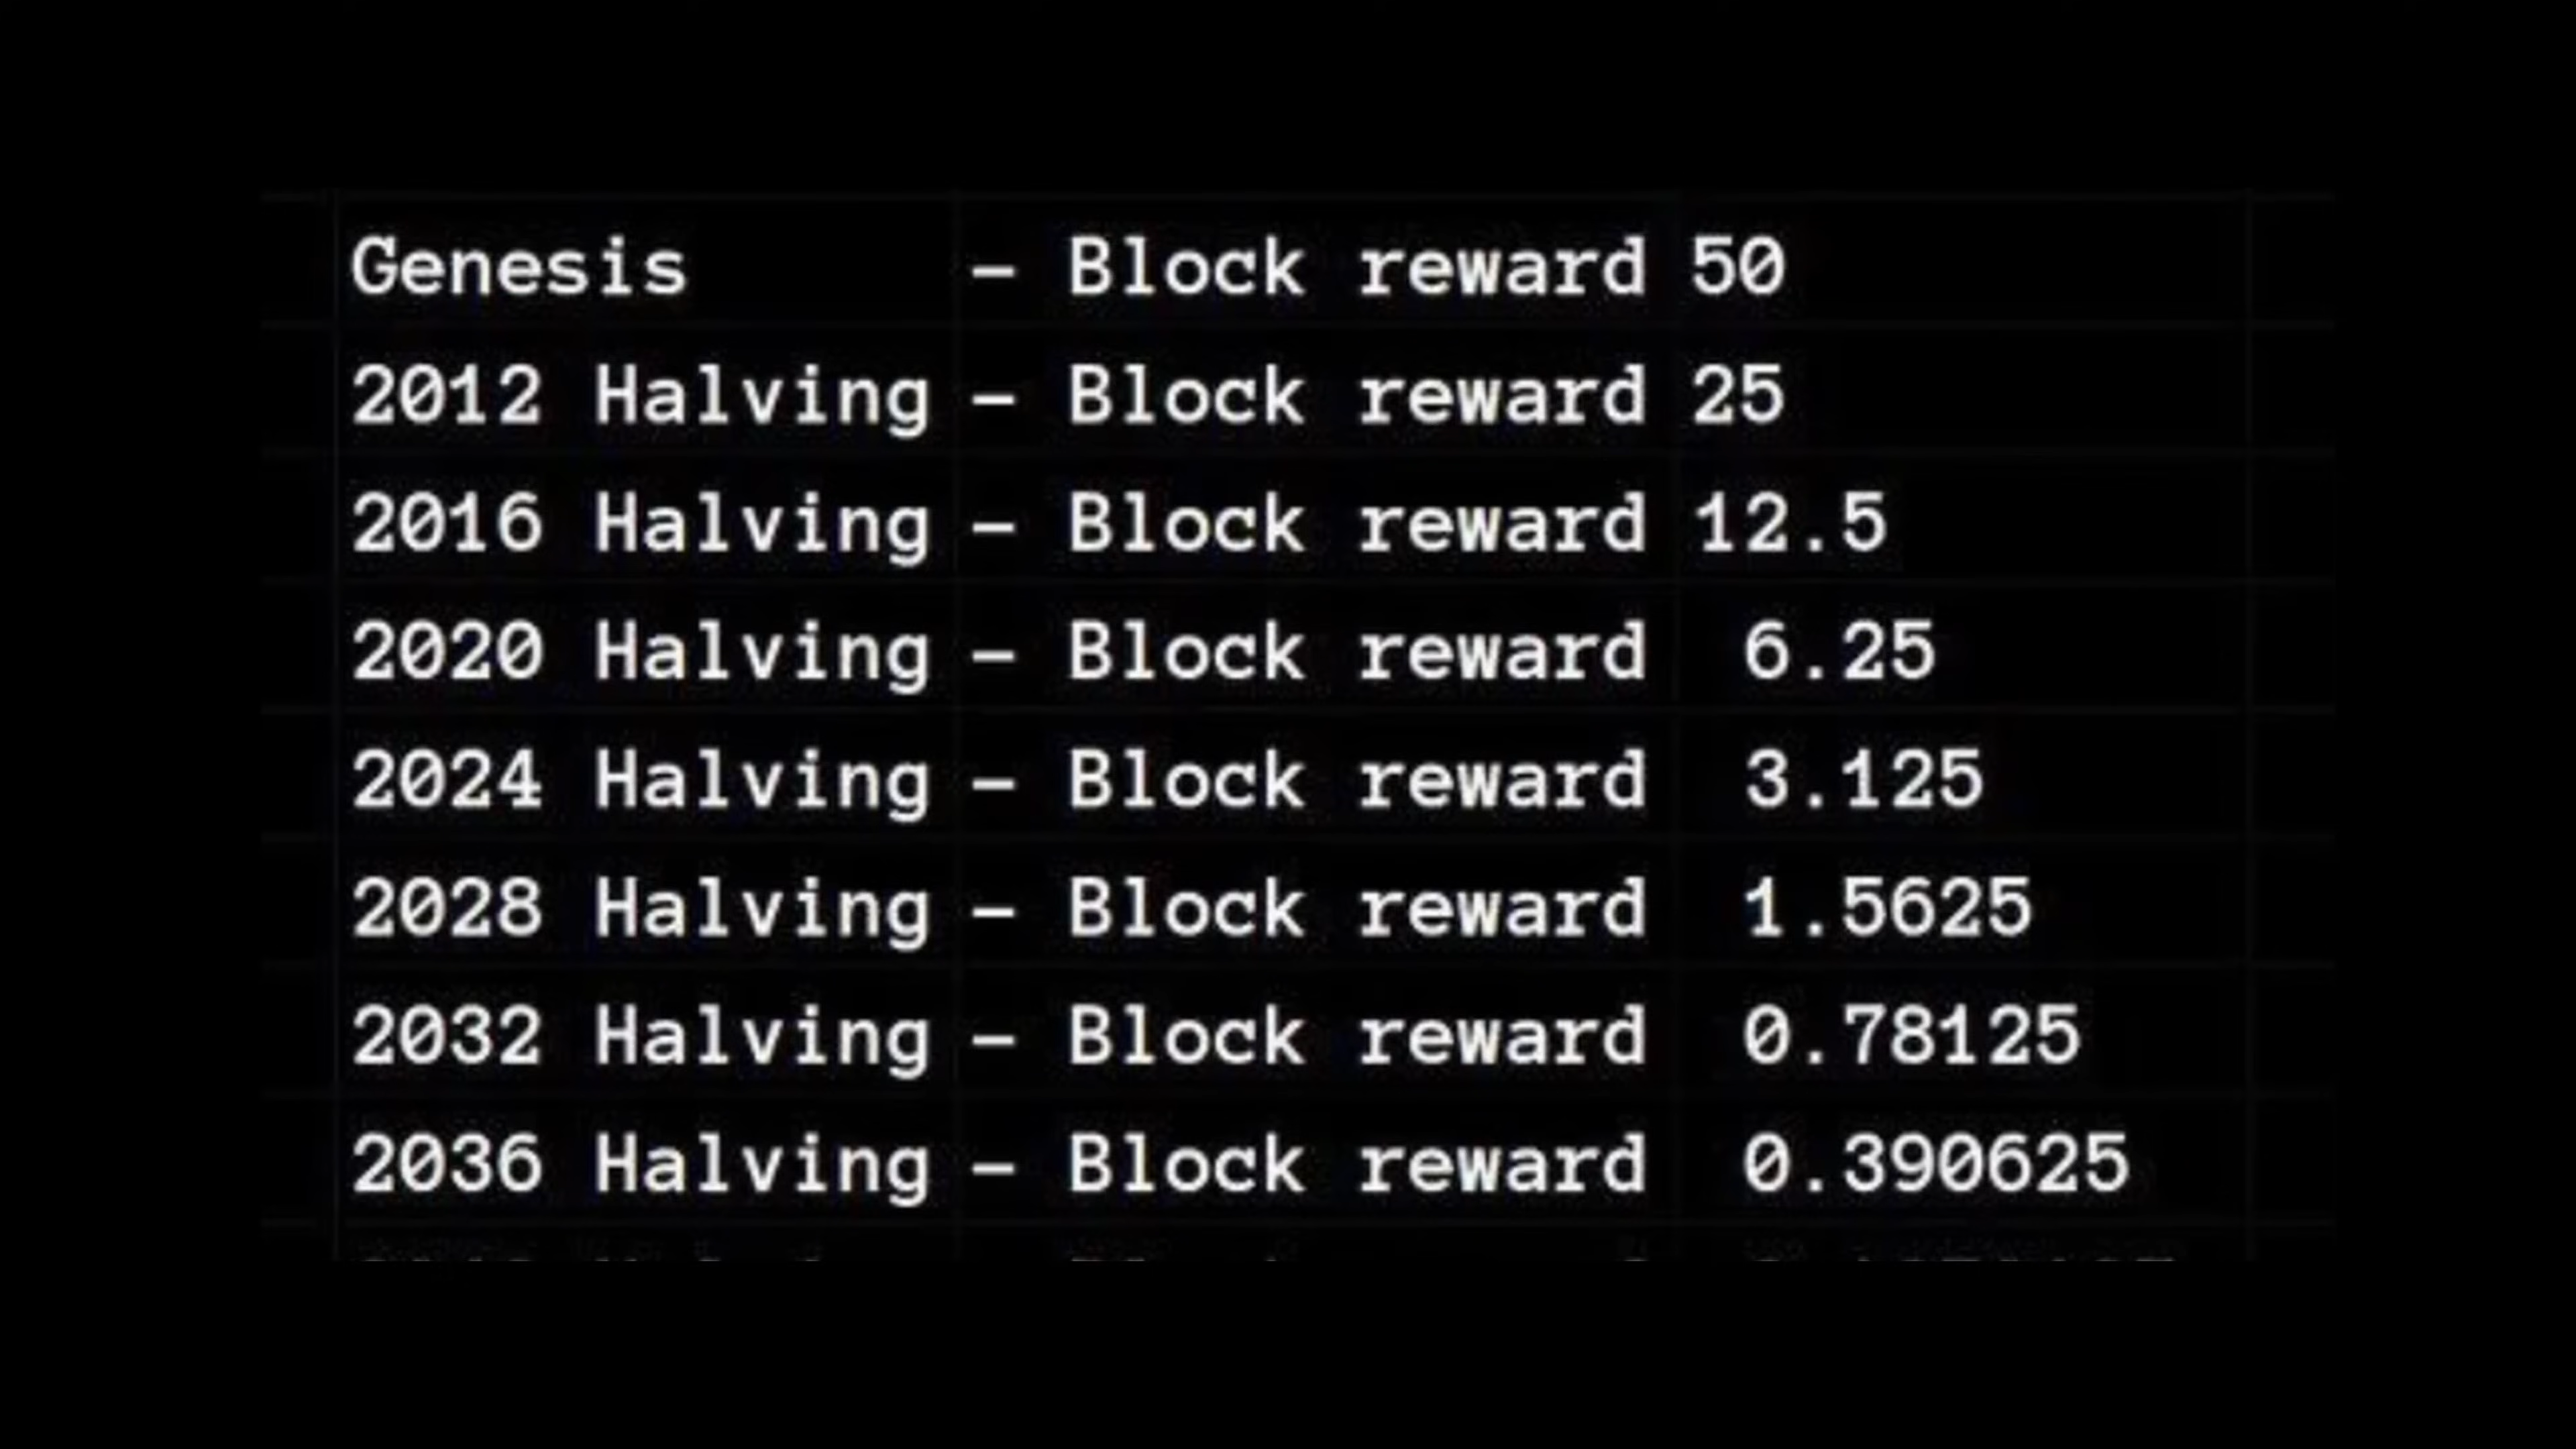 Genesis - Block reward 50
2012 Halving - Block reward 25
2016 Halving - Block reward 12.5
2020 Halving - Block reward 6.25
2024 Halving - Block reward 3.125
2028 Halving - Block reward 1.5625
2032 Halving - Block reward 0.78125
2036 Halving - Block reward 0.390625